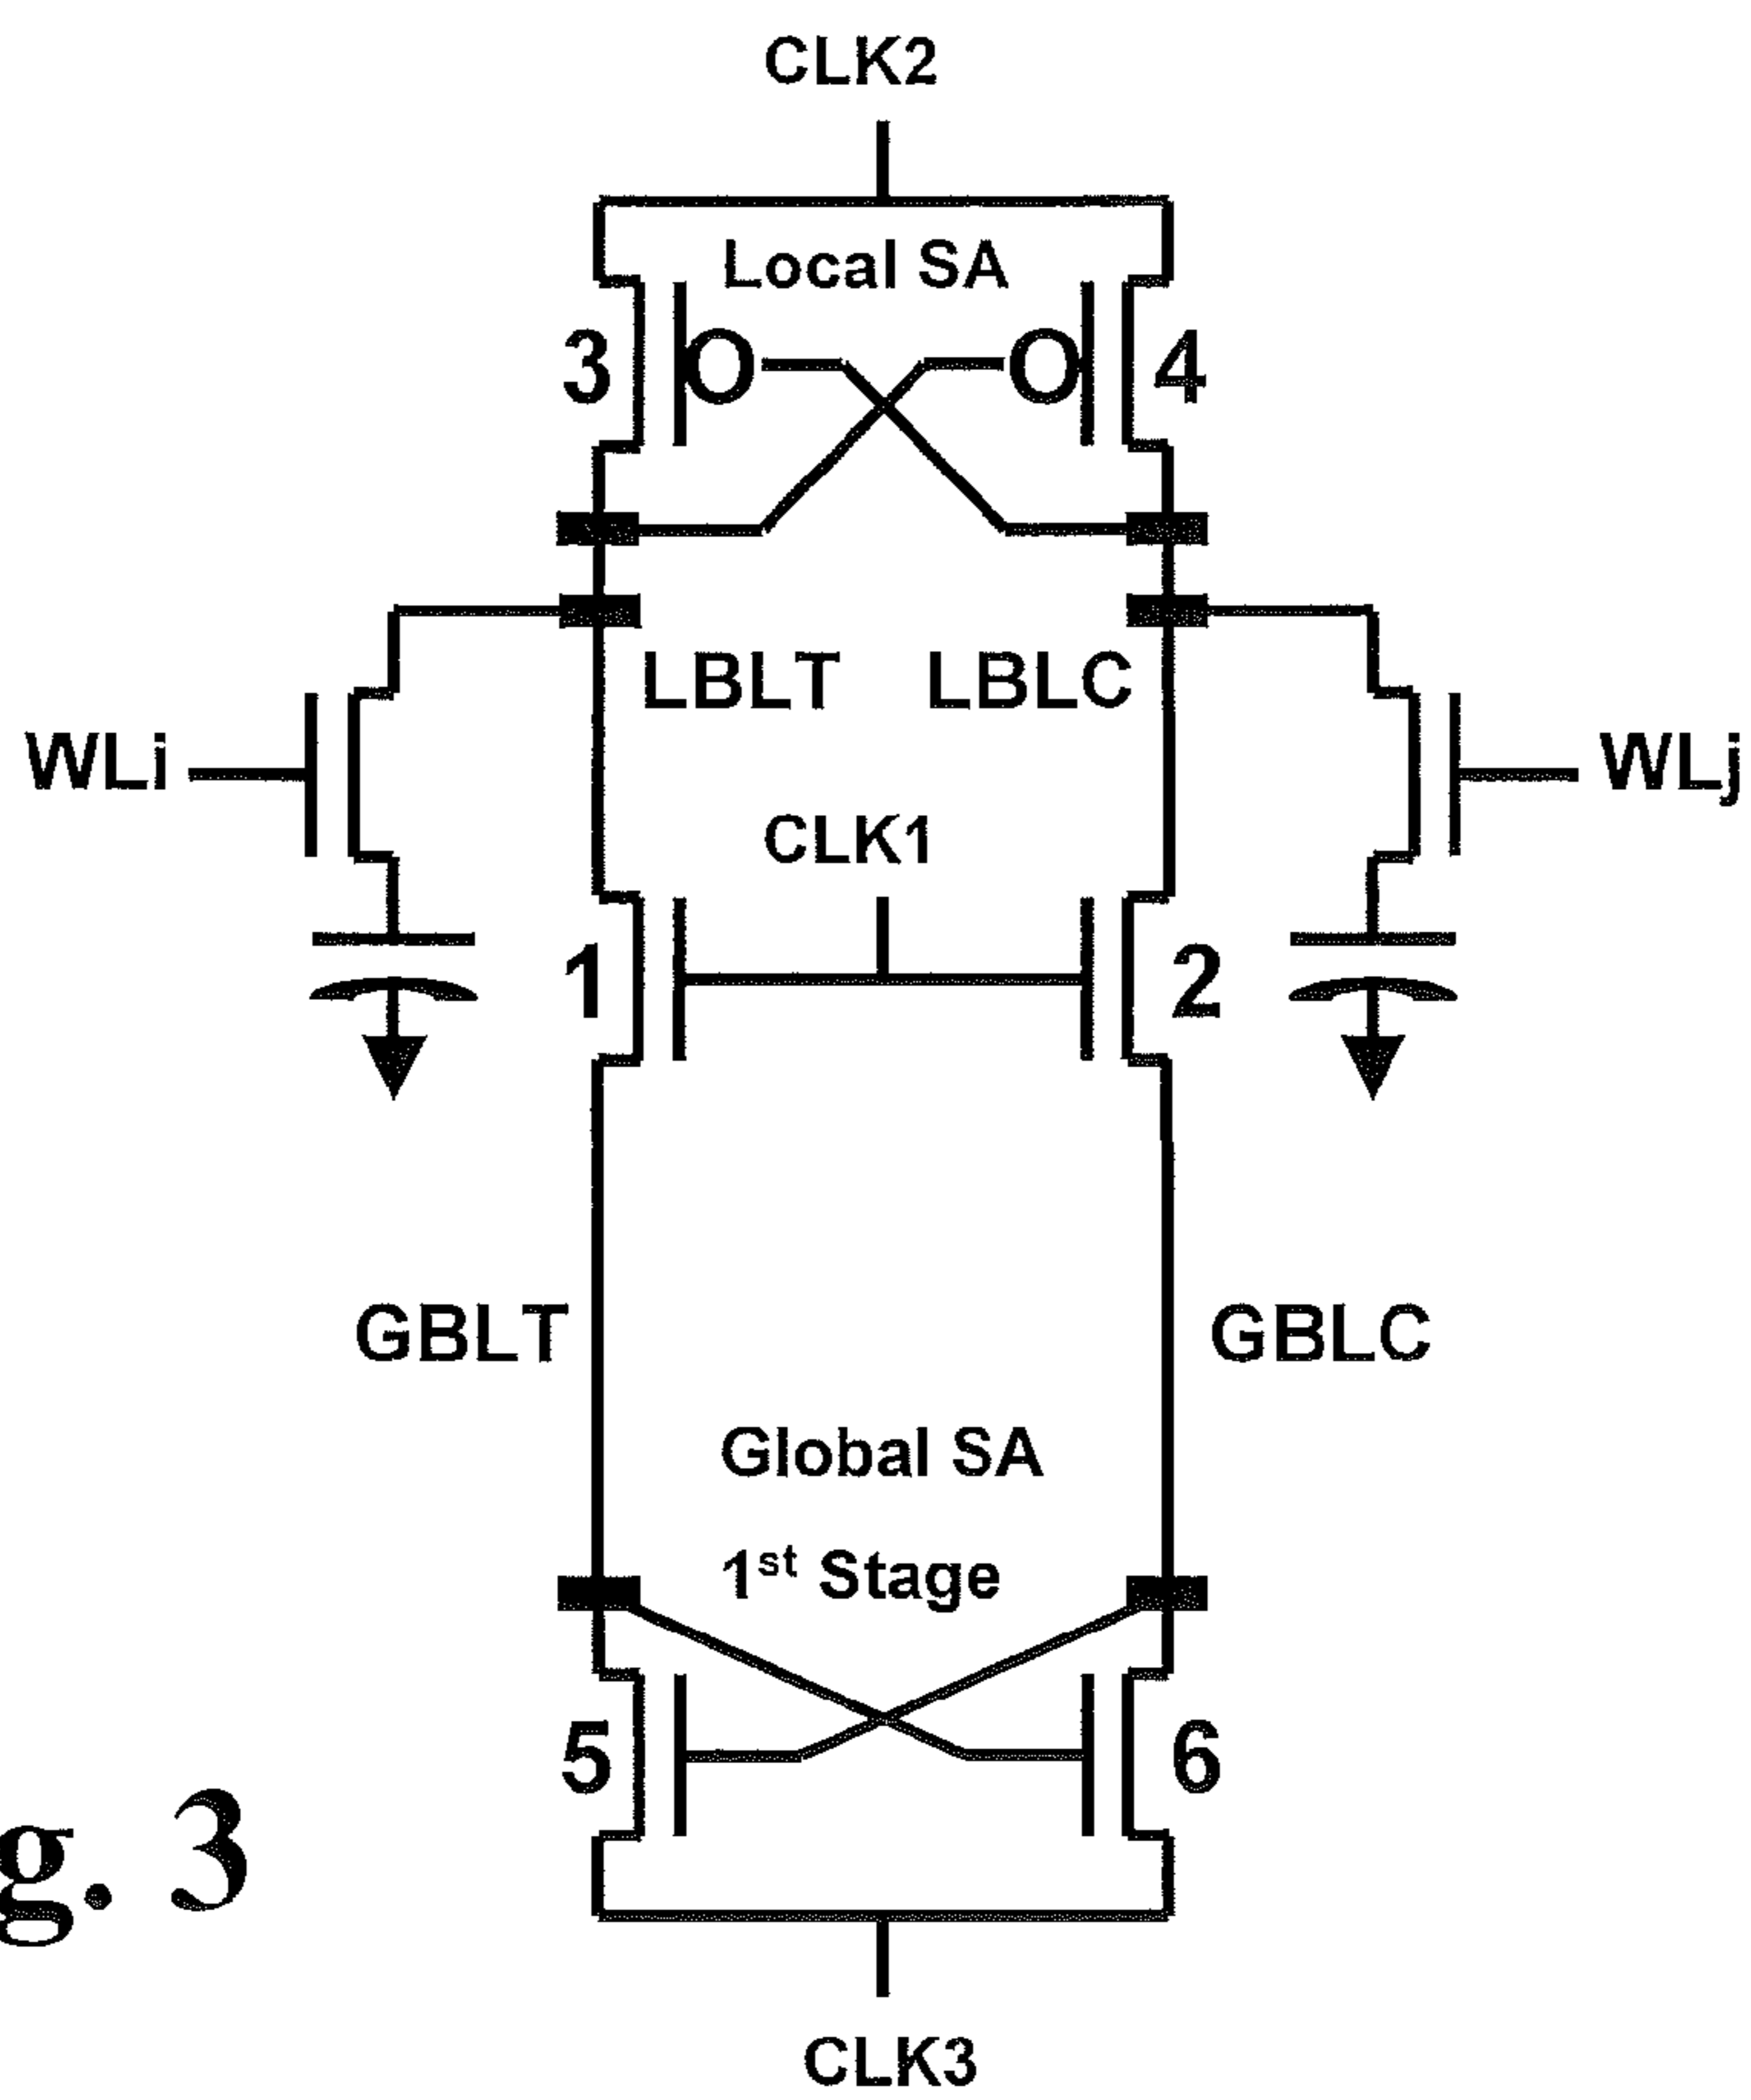 CLK2
Local SA
3 4
LBLT LBLC
WLi WLj
CLK1
1 2
GBLT GBLC
Global SA
1st Stage
5 6
g. 3
CLK3